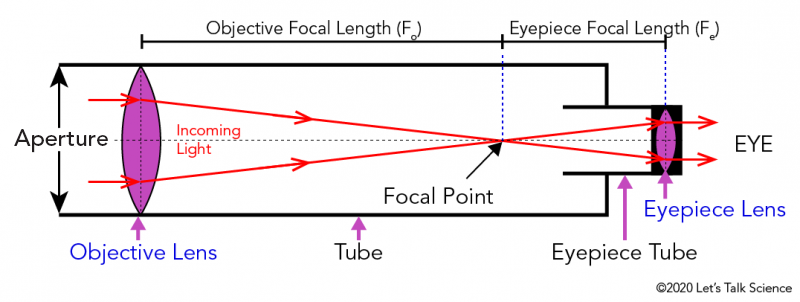 Objective Focal Length (Fo)
Eyepiece Focal Length (Fe)
Aperture
Incoming
Light
EYE
Focal Point
Eyepiece Lens
Objective Lens
Tube
Eyepiece Tube
©2020 Let's Talk Science